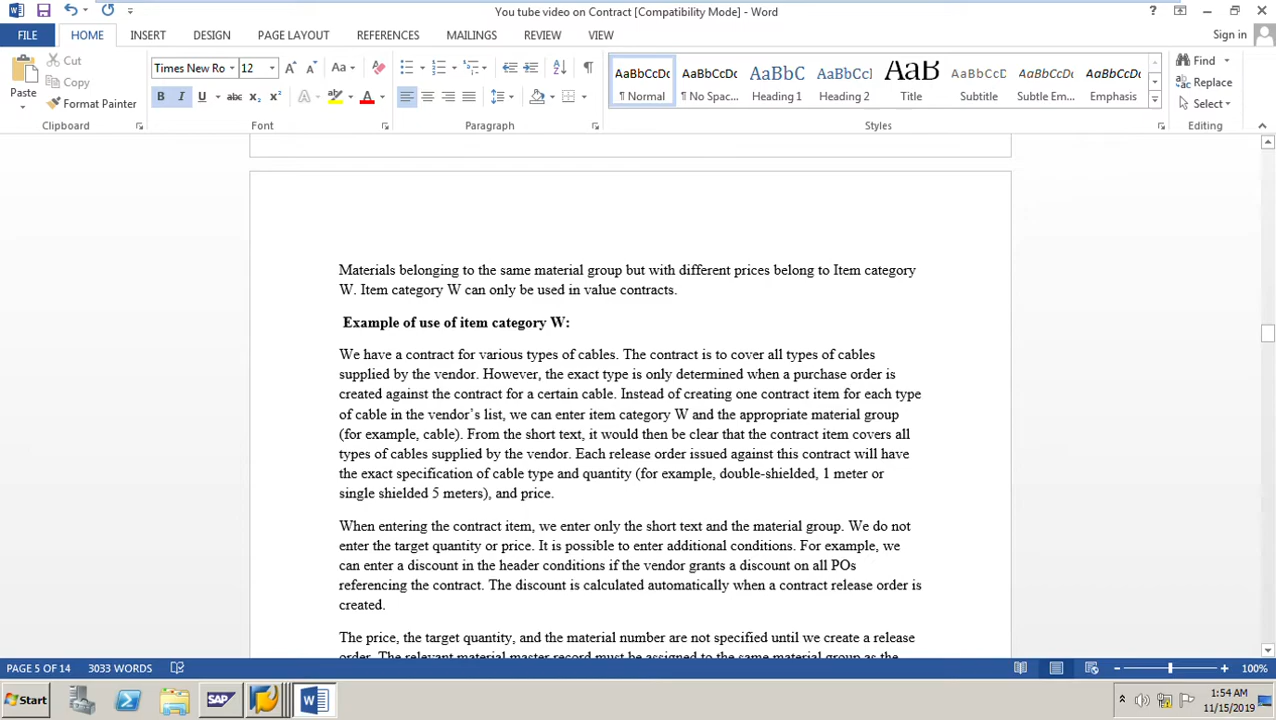 You tube video on Contract [Compatibility Mode] - Word
?
FILE HOME INSERT DESIGN PAGE LAYOUT REFERENCES MAILINGS REVIEW VIEW Sign in
Paste
Cut
Copy
Format Painter
Times New Ro 12
Aa
B I U abc x₂ x² A A
AaBbCcDc AaBbCcDc AaBbC AaBbCc AaB AaBbCcD AaBbCcDc AaBbCcDc
¶ Normal ¶ No Spac... Heading 1 Heading 2 Title Subtitle Subtle Em... Emphasis
Find
Replace
Select
Clipboard Font Paragraph Styles Editing
Materials belonging to the same material group but with different prices belong to Item category
W. Item category W can only be used in value contracts.
Example of use of item category W:
We have a contract for various types of cables. The contract is to cover all types of cables
supplied by the vendor. However, the exact type is only determined when a purchase order is
created against the contract for a certain cable. Instead of creating one contract item for each type
of cable in the vendor’s list, we can enter item category W and the appropriate material group
(for example, cable). From the short text, it would then be clear that the contract item covers all
types of cables supplied by the vendor. Each release order issued against this contract will have
the exact specification of cable type and quantity (for example, double-shielded, 1 meter or
single shielded 5 meters), and price.
When entering the contract item, we enter only the short text and the material group. We do not
enter the target quantity or price. It is possible to enter additional conditions. For example, we
can enter a discount in the header conditions if the vendor grants a discount on all POs
referencing the contract. The discount is calculated automatically when a contract release order is
created.
The price, the target quantity, and the material number are not specified until we create a release
order. The relevant material master record must be assigned to the same material group as the
PAGE 5 OF 14 3033 WORDS 100%
Start SAP 1:54 AM
11/15/2019